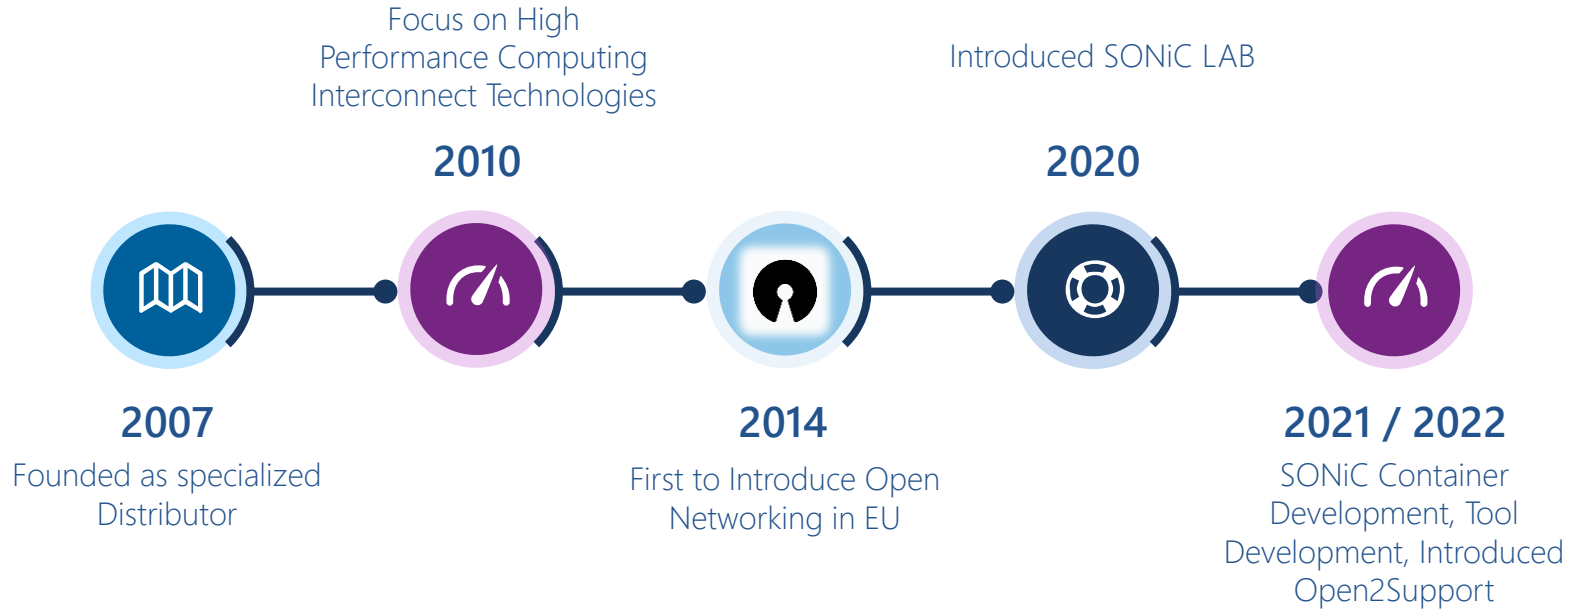 Focus on High
Performance Computing
Interconnect Technologies
2010
Introduced SONiC LAB
2020
2007
Founded as specialized
Distributor
2014
First to Introduce Open
Networking in EU
2021 / 2022
SONiC Container
Development, Tool
Development, Introduced
Open2Support